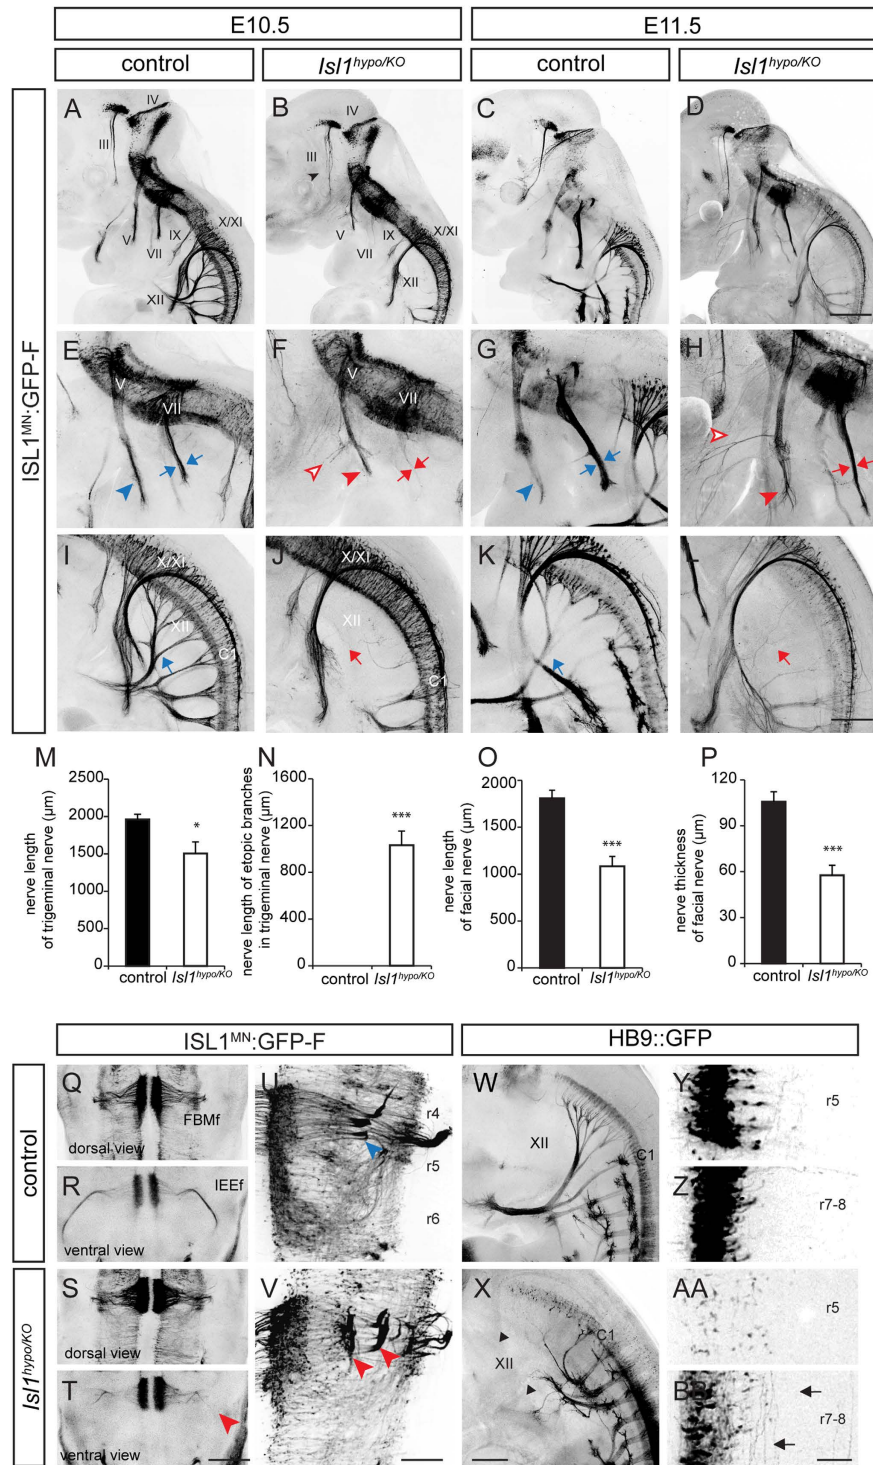 E10.5
E11.5
control
Isl1hypo/KO
control
Isl1hypo/KO
ISL1MN:GFP-F
A
IV
III
V
VII
IX
X/XI
XII
B
IV
III
V
VII
IX
X/XI
XII
C
D
E
V
VII
F
V
VII
G
H
I
X/XI
XII
C1
J
X/XI
XII
C1
K
L
M
nerve length
of trigeminal nerve (μm)
2500
2000
1500
1000
500
0
*
control Isl1hypo/KO
N
nerve length of etopic branches
in trigeminal nerve (μm)
1600
1200
800
400
0
***
control Isl1hypo/KO
O
nerve length
of facial nerve (μm)
2000
1500
1000
500
0
***
control Isl1hypo/KO
P
nerve thickness
of facial nerve (μm)
120
90
60
30
0
***
control Isl1hypo/KO
ISL1MN:GFP-F
HB9::GFP
control
Q
FBMf
dorsal view
R
IEEf
ventral view
U
r4
r5
r6
W
XII
C1
Y
r5
Z
r7-8
Isl1hypo/KO
S
dorsal view
T
ventral view
V
X
XII
C1
AA
r5
BB
r7-8